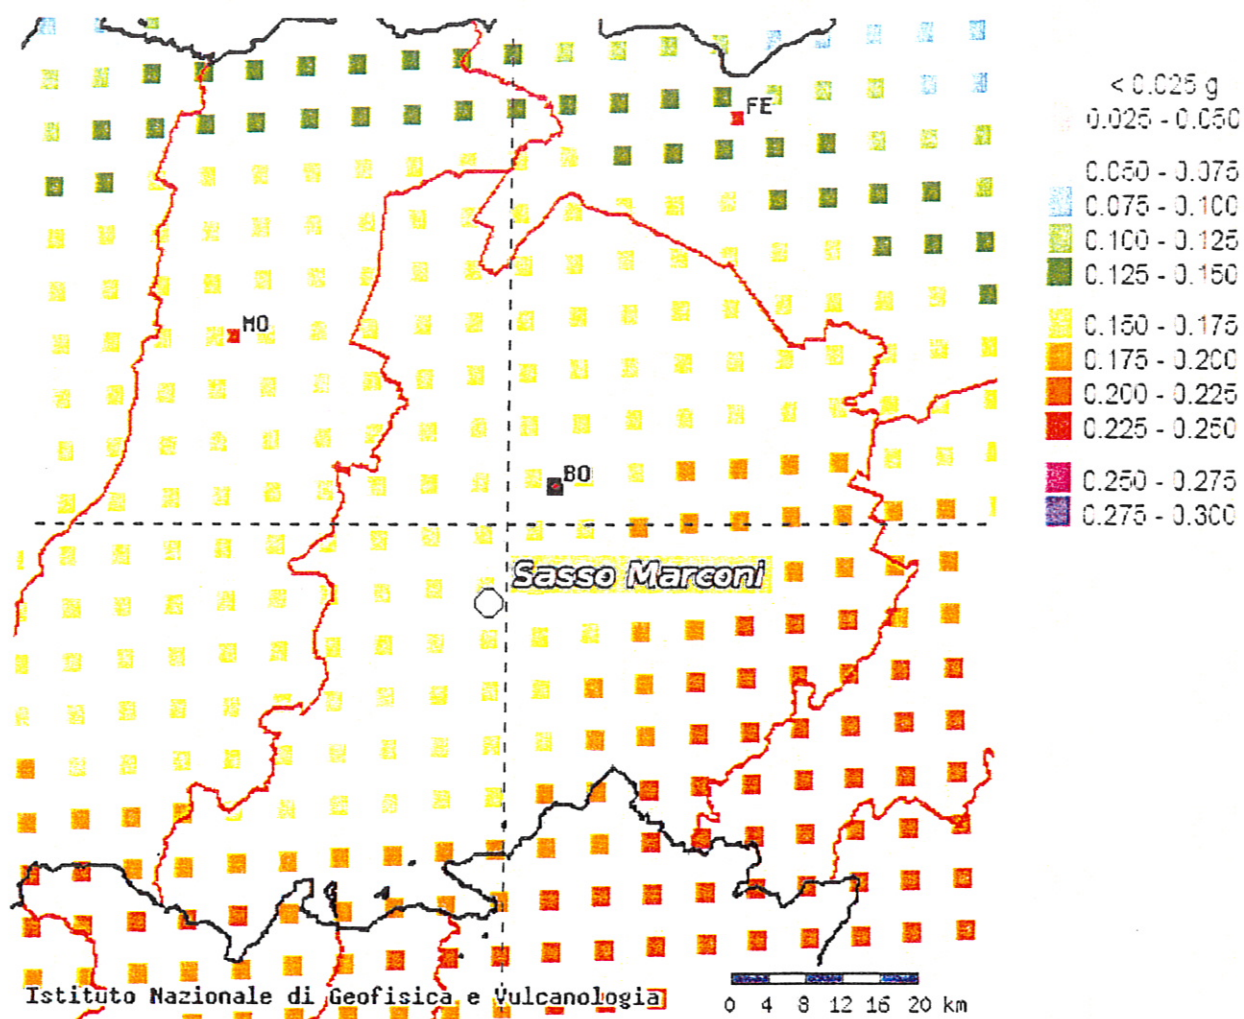 < 0.025 g
0.025 - 0.050
0.050 - 0.075
0.075 - 0.100
0.100 - 0.125
0.125 - 0.150
0.150 - 0.175
0.175 - 0.200
0.200 - 0.225
0.225 - 0.250
0.250 - 0.275
0.275 - 0.300
FE
MO
BO
Sasso Marconi
Istituto Nazionale di Geofisica e Vulcanologia
0 4 8 12 16 20 km